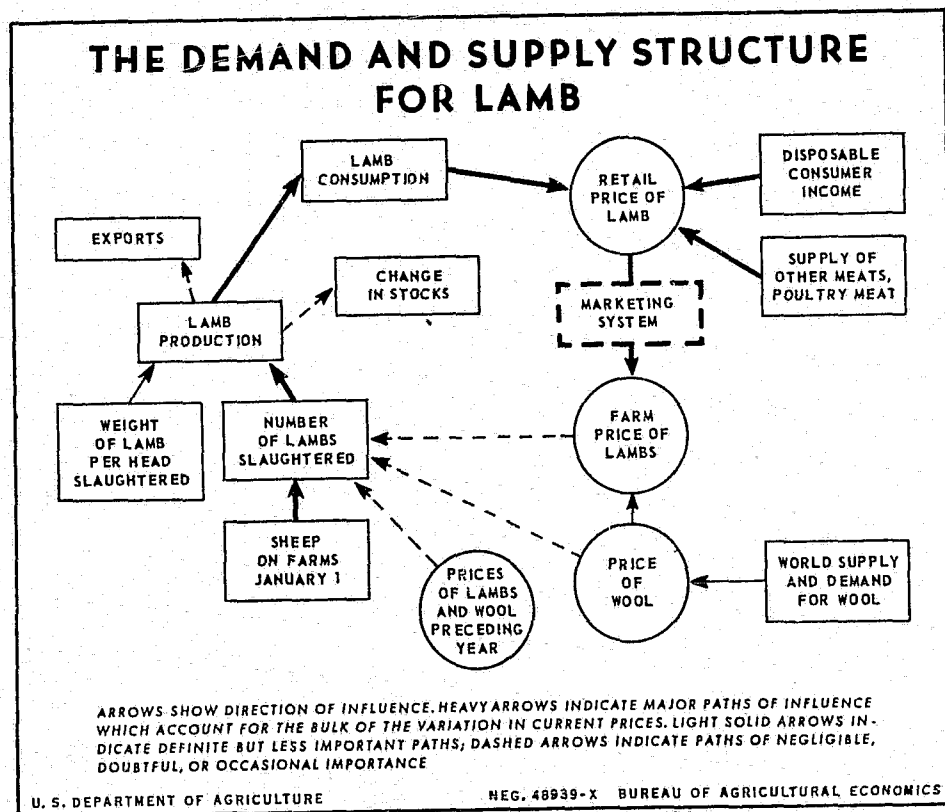 THE DEMAND AND SUPPLY STRUCTURE
FOR LAMB
LAMB
CONSUMPTION
RETAIL
PRICE OF
LAMB
DISPOSABLE
CONSUMER
INCOME
EXPORTS
CHANGE
IN STOCKS
SUPPLY OF
OTHER MEATS,
POULTRY MEAT
MARKETING
SYSTEM
LAMB
PRODUCTION
WEIGHT
OF LAMB
PER HEAD
SLAUGHTERED
NUMBER
OF LAMBS
SLAUGHTERED
FARM
PRICE OF
LAMBS
SHEEP
ON FARMS
JANUARY 1
PRICES
OF LAMBS
AND WOOL
PRECEDING
YEAR
PRICE
OF
WOOL
WORLD SUPPLY
AND DEMAND
FOR WOOL
ARROWS SHOW DIRECTION OF INFLUENCE. HEAVY ARROWS INDICATE MAJOR PATHS OF INFLUENCE
WHICH ACCOUNT FOR THE BULK OF THE VARIATION IN CURRENT PRICES. LIGHT SOLID ARROWS IN-
DICATE DEFINITE BUT LESS IMPORTANT PATHS; DASHED ARROWS INDICATE PATHS OF NEGLIGIBLE,
DOUBTFUL, OR OCCASIONAL IMPORTANCE
U. S. DEPARTMENT OF AGRICULTURE NEG. 48939-X BUREAU OF AGRICULTURAL ECONOMICS